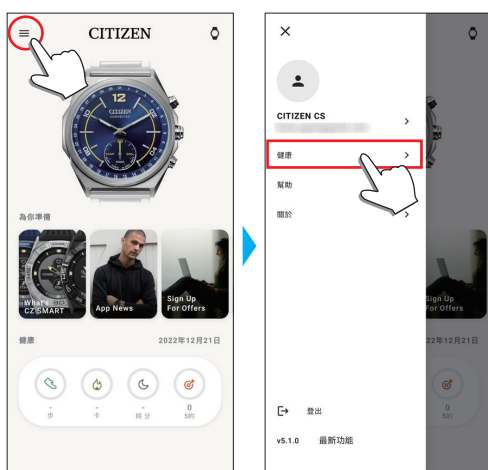 CITIZEN
12
CITIZEN
CONNECTED
為你準備
What's
CZ SMART
App News
Sign Up
For Offers
健康
2022年12月21日
-
步
-
卡
-
時 分
0
5的
CITIZEN CS
健康
幫助
關於
登出
v5.1.0
最新功能
Sign Up
For Offers
22年12月21日
0
5的